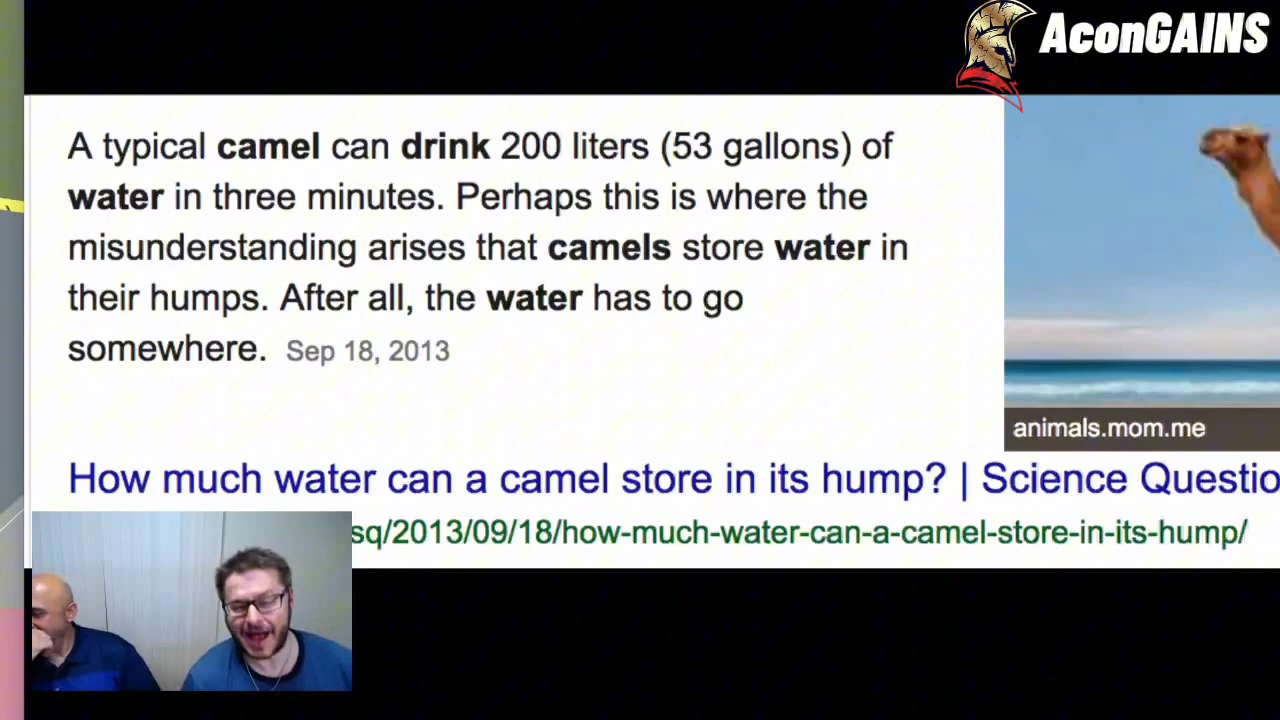 AconGAINS
A typical camel can drink 200 liters (53 gallons) of
water in three minutes. Perhaps this is where the
misunderstanding arises that camels store water in
their humps. After all, the water has to go
somewhere. Sep 18, 2013
animals.mom.me
How much water can a camel store in its hump? | Science Questio
sq/2013/09/18/how-much-water-can-a-camel-store-in-its-hump/